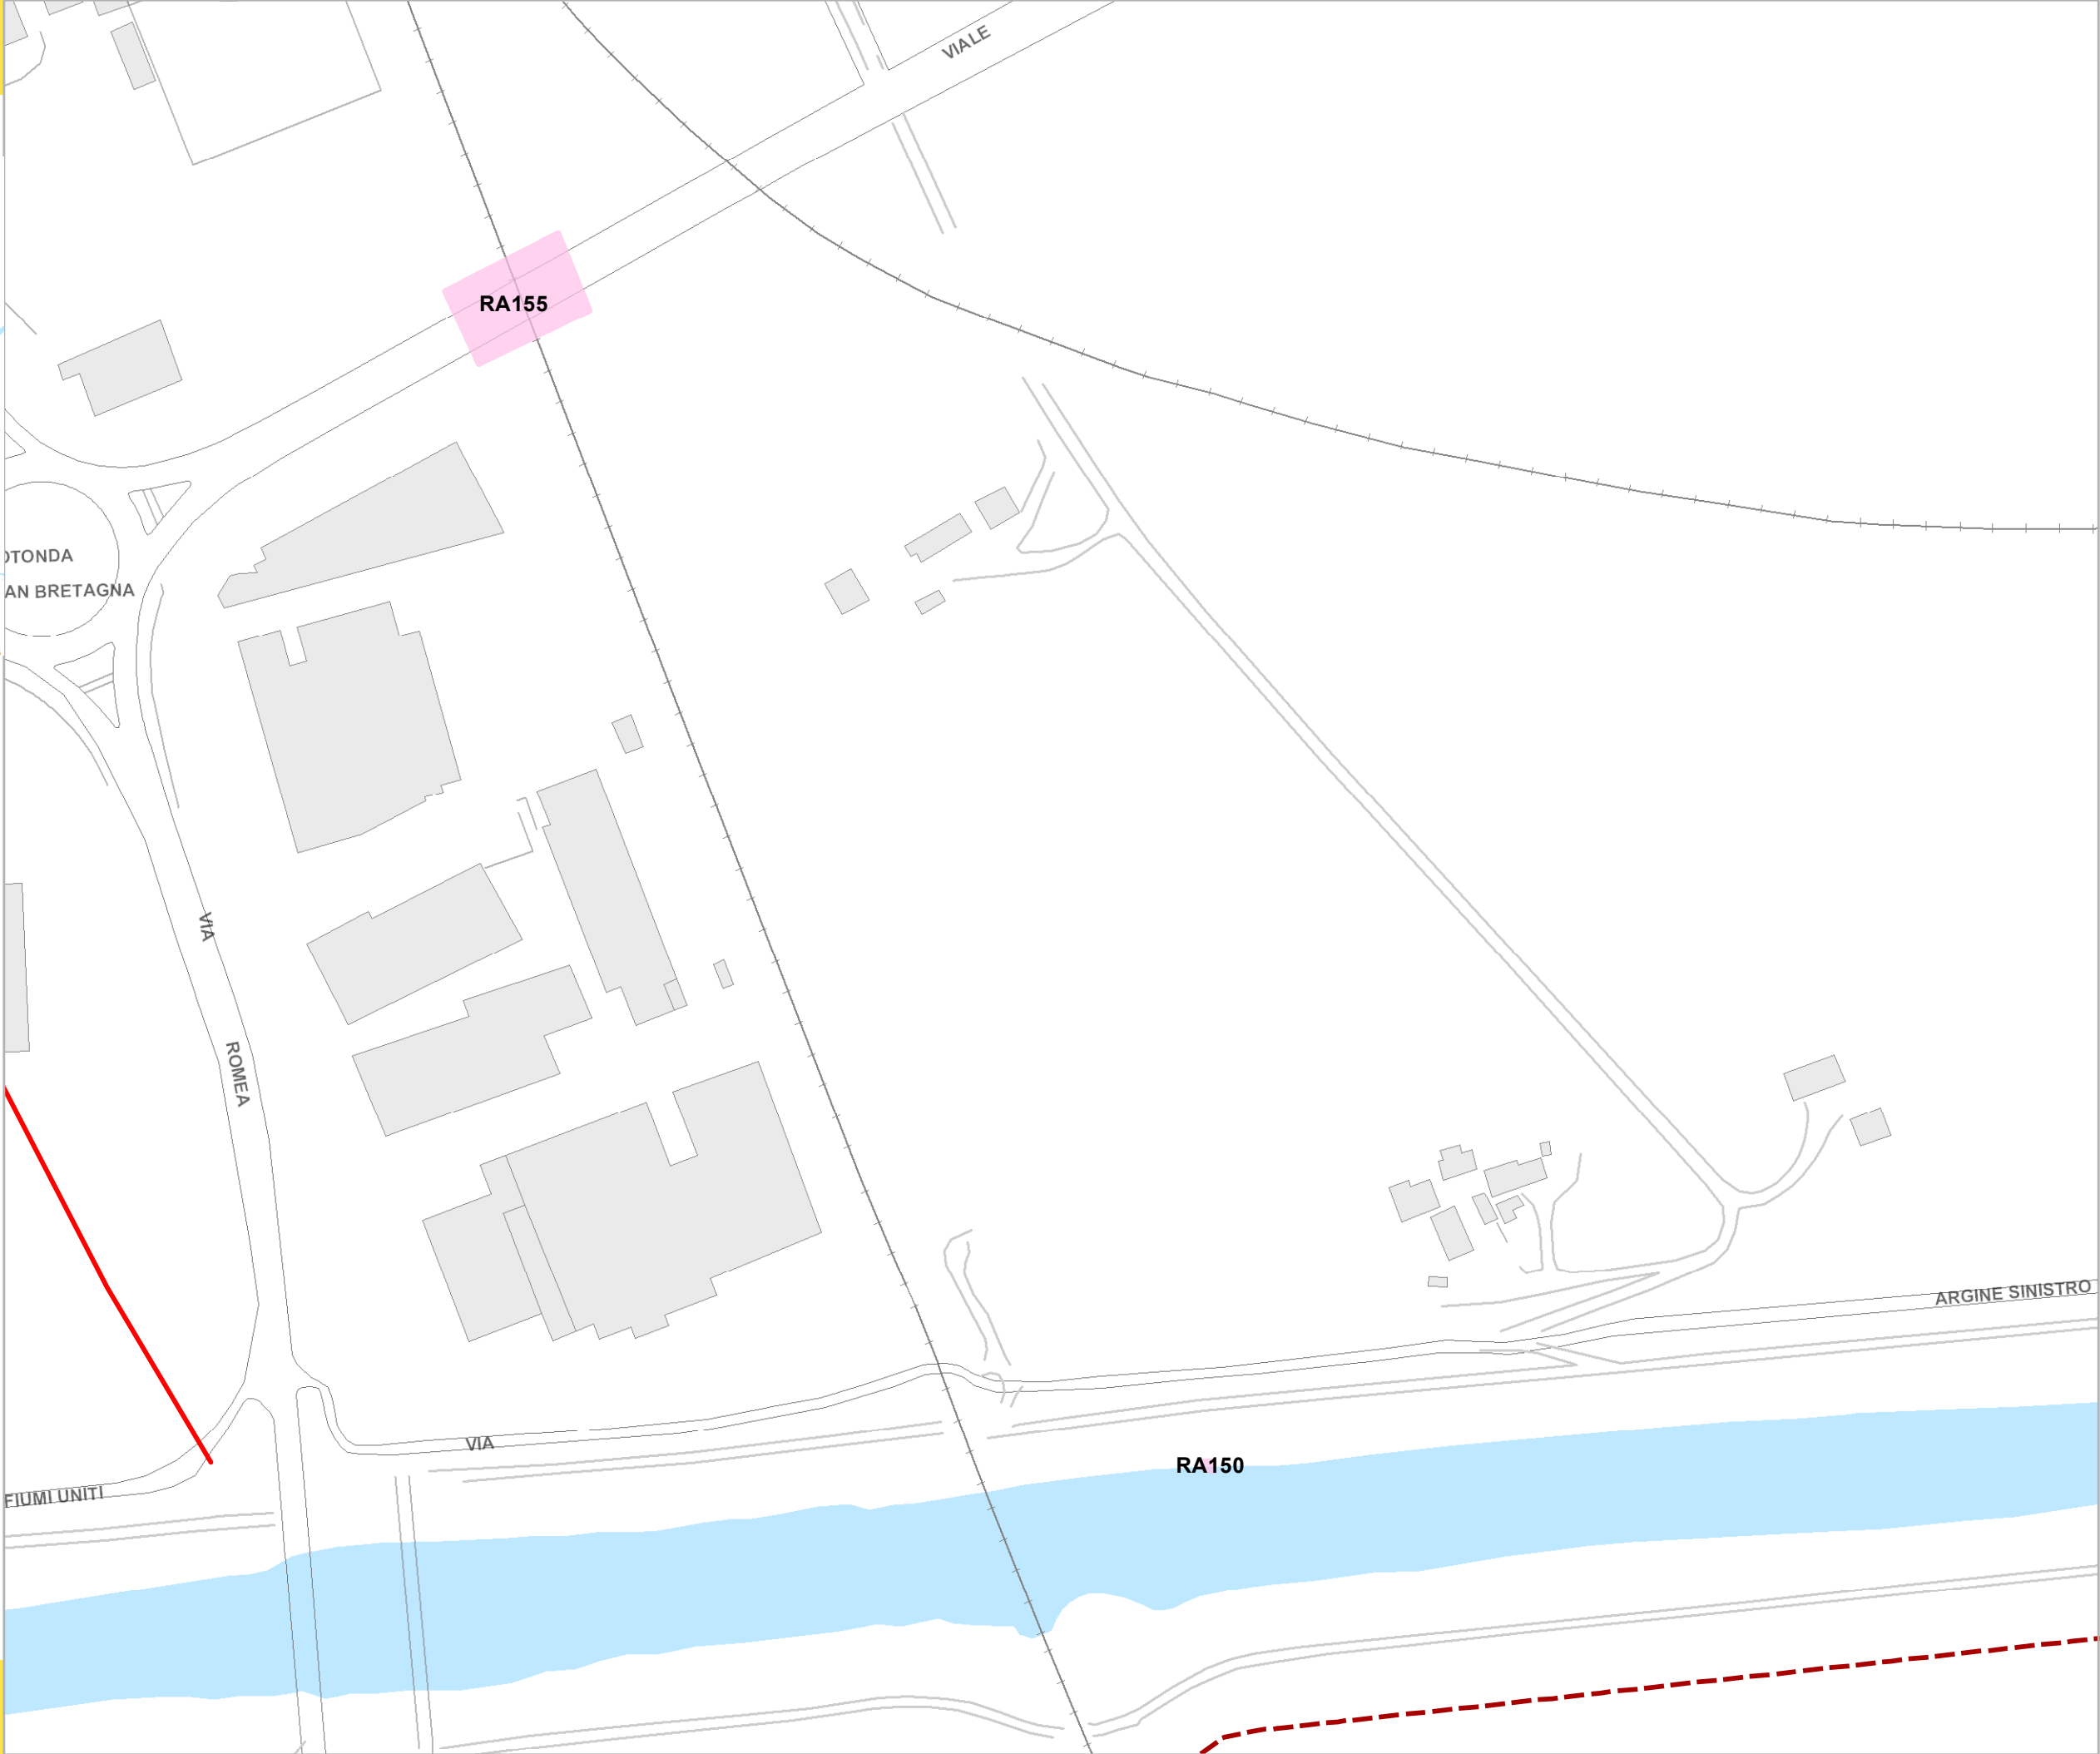 VIALE
RA155
OTONDA
AN BRETAGNA
VIA
ROMEA
ARGINE SINISTRO
VIA
RA150
FIUMI UNITI